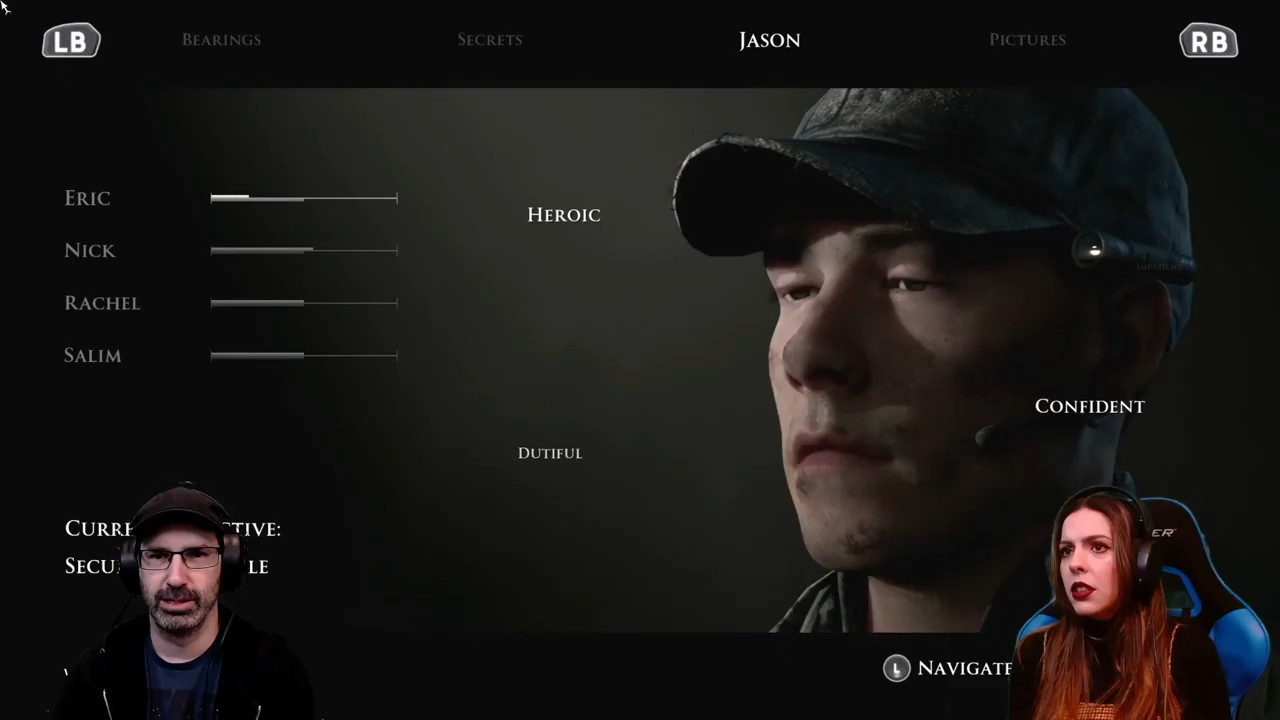 LB
BEARINGS
SECRETS
JASON
PICTURES
RB
ERIC
NICK
RACHEL
SALIM
HEROIC
DUTIFUL
CONFIDENT
NAVIGATE